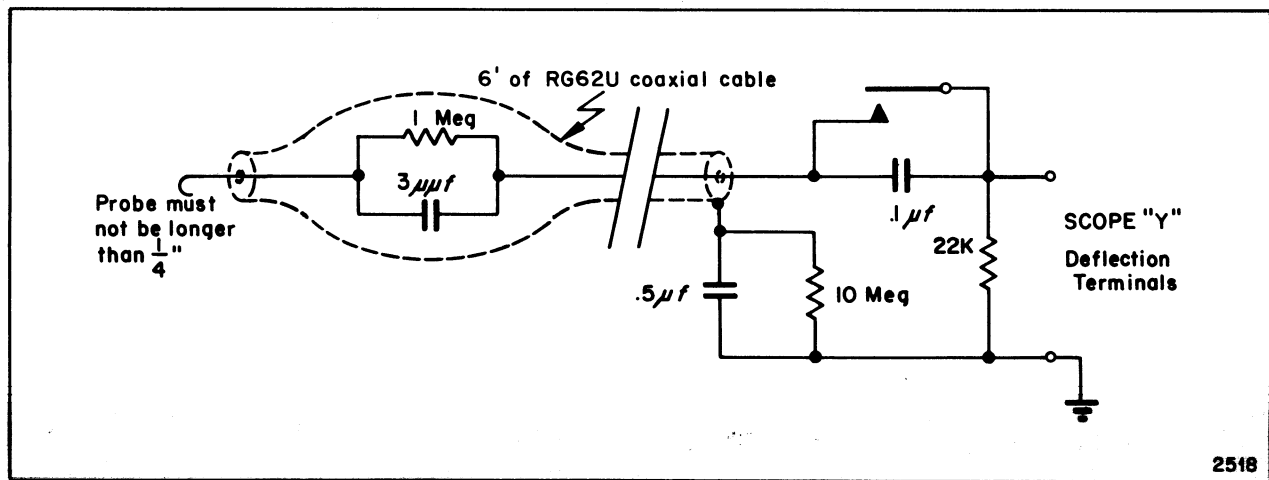 6' of RG62U coaxial cable
1 Meg
3μμf
Probe must
not be longer
than 1/4"
.1μf
SCOPE "Y"
Deflection
Terminals
22K
.5μf
10 Meg
2518